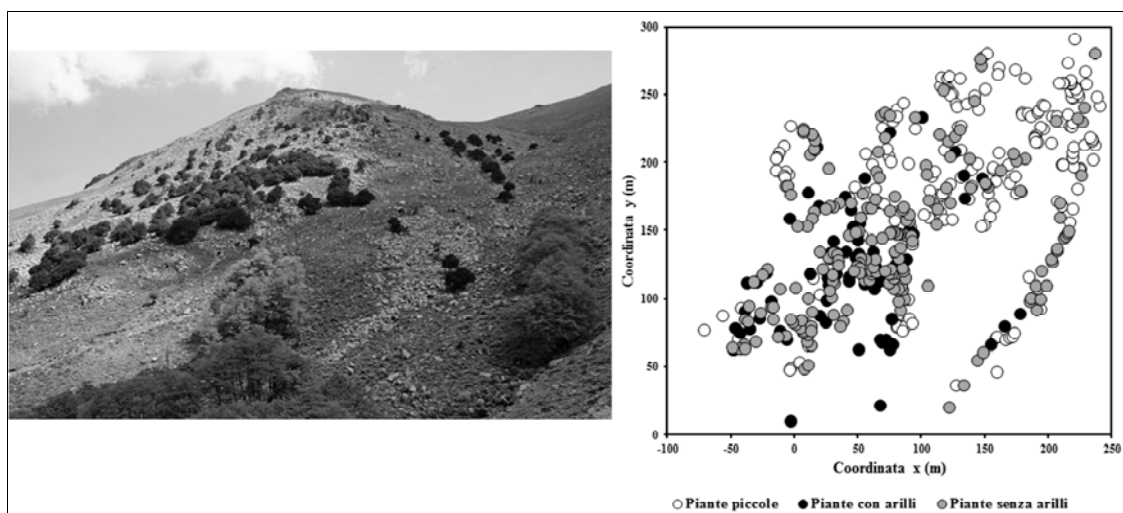 300
250
200
150
100
50
0
-100 -50 0 50 100 150 200 250
Coordinata y (m)
Coordinata x (m)
Piante piccole Piante con arilli Piante senza arilli